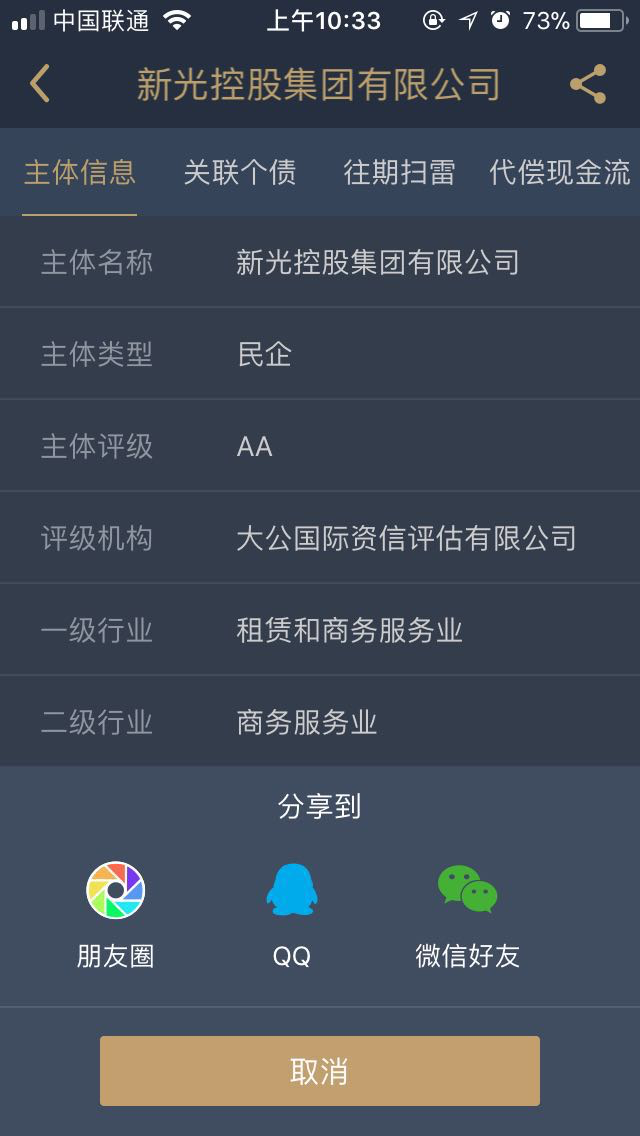 中国联通 上午10:33 73%
新光控股集团有限公司
主体信息 关联个债 往期扫雷 代偿现金流
主体名称 新光控股集团有限公司
主体类型 民企
主体评级 AA
评级机构 大公国际资信评估有限公司
一级行业 租赁和商务服务业
二级行业 商务服务业
分享到
朋友圈 QQ 微信好友
取消